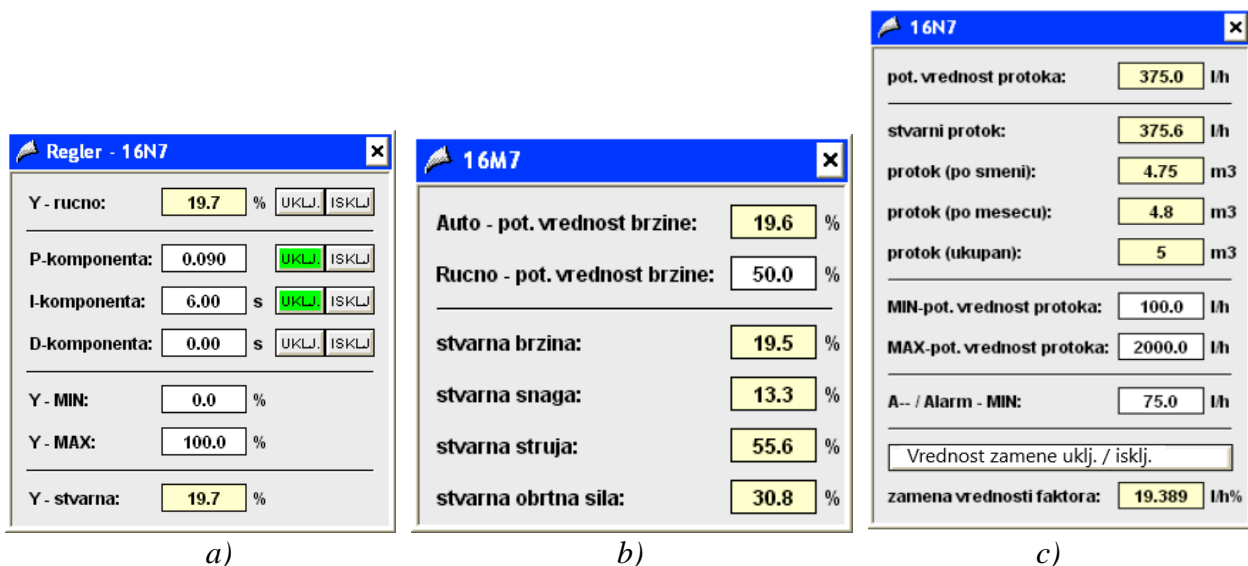 Regler - 16N7
Y - rucno: 19.7 % UKLJ. ISKLJ
P-komponenta: 0.090 UKLJ. ISKLJ
I-komponenta: 6.00 s UKLJ. ISKLJ
D-komponenta: 0.00 s UKLJ. ISKLJ
Y - MIN: 0.0 %
Y - MAX: 100.0 %
Y - stvarna: 19.7 %
a)
16M7
Auto - pot. vrednost brzine: 19.6 %
Rucno - pot. vrednost brzine: 50.0 %
stvarna brzina: 19.5 %
stvarna snaga: 13.3 %
stvarna struja: 55.6 %
stvarna obrtna sila: 30.8 %
b)
16N7
pot. vrednost protoka: 375.0 l/h
stvarni protok: 375.6 l/h
protok (po smeni): 4.75 m3
protok (po mesecu): 4.8 m3
protok (ukupan): 5 m3
MIN-pot. vrednost protoka: 100.0 l/h
MAX-pot. vrednost protoka: 2000.0 l/h
A-- / Alarm - MIN: 75.0 l/h
Vrednost zamene uklj. / isklj.
zamena vrednosti faktora: 19.389 l/h%
c)